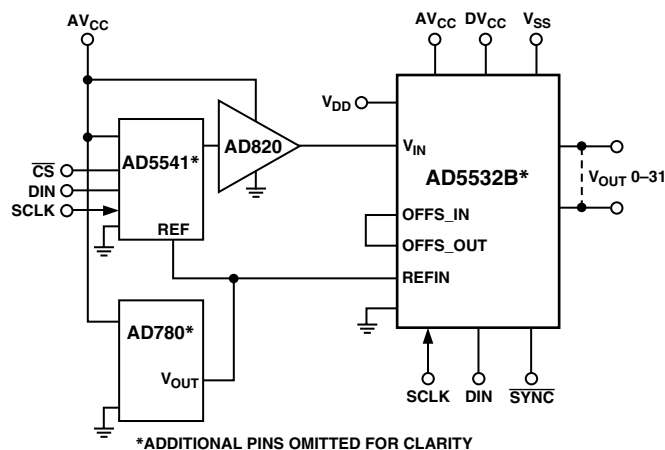 AVCC
AVCC DVCC VSS
VDD
AD5541*
AD820
VIN
CS
DIN
SCLK
AD5532B*
VOUT 0–31
OFFS_IN
REF
OFFS_OUT
REFIN
AD780*
VOUT
SCLK DIN SYNC
*ADDITIONAL PINS OMITTED FOR CLARITY